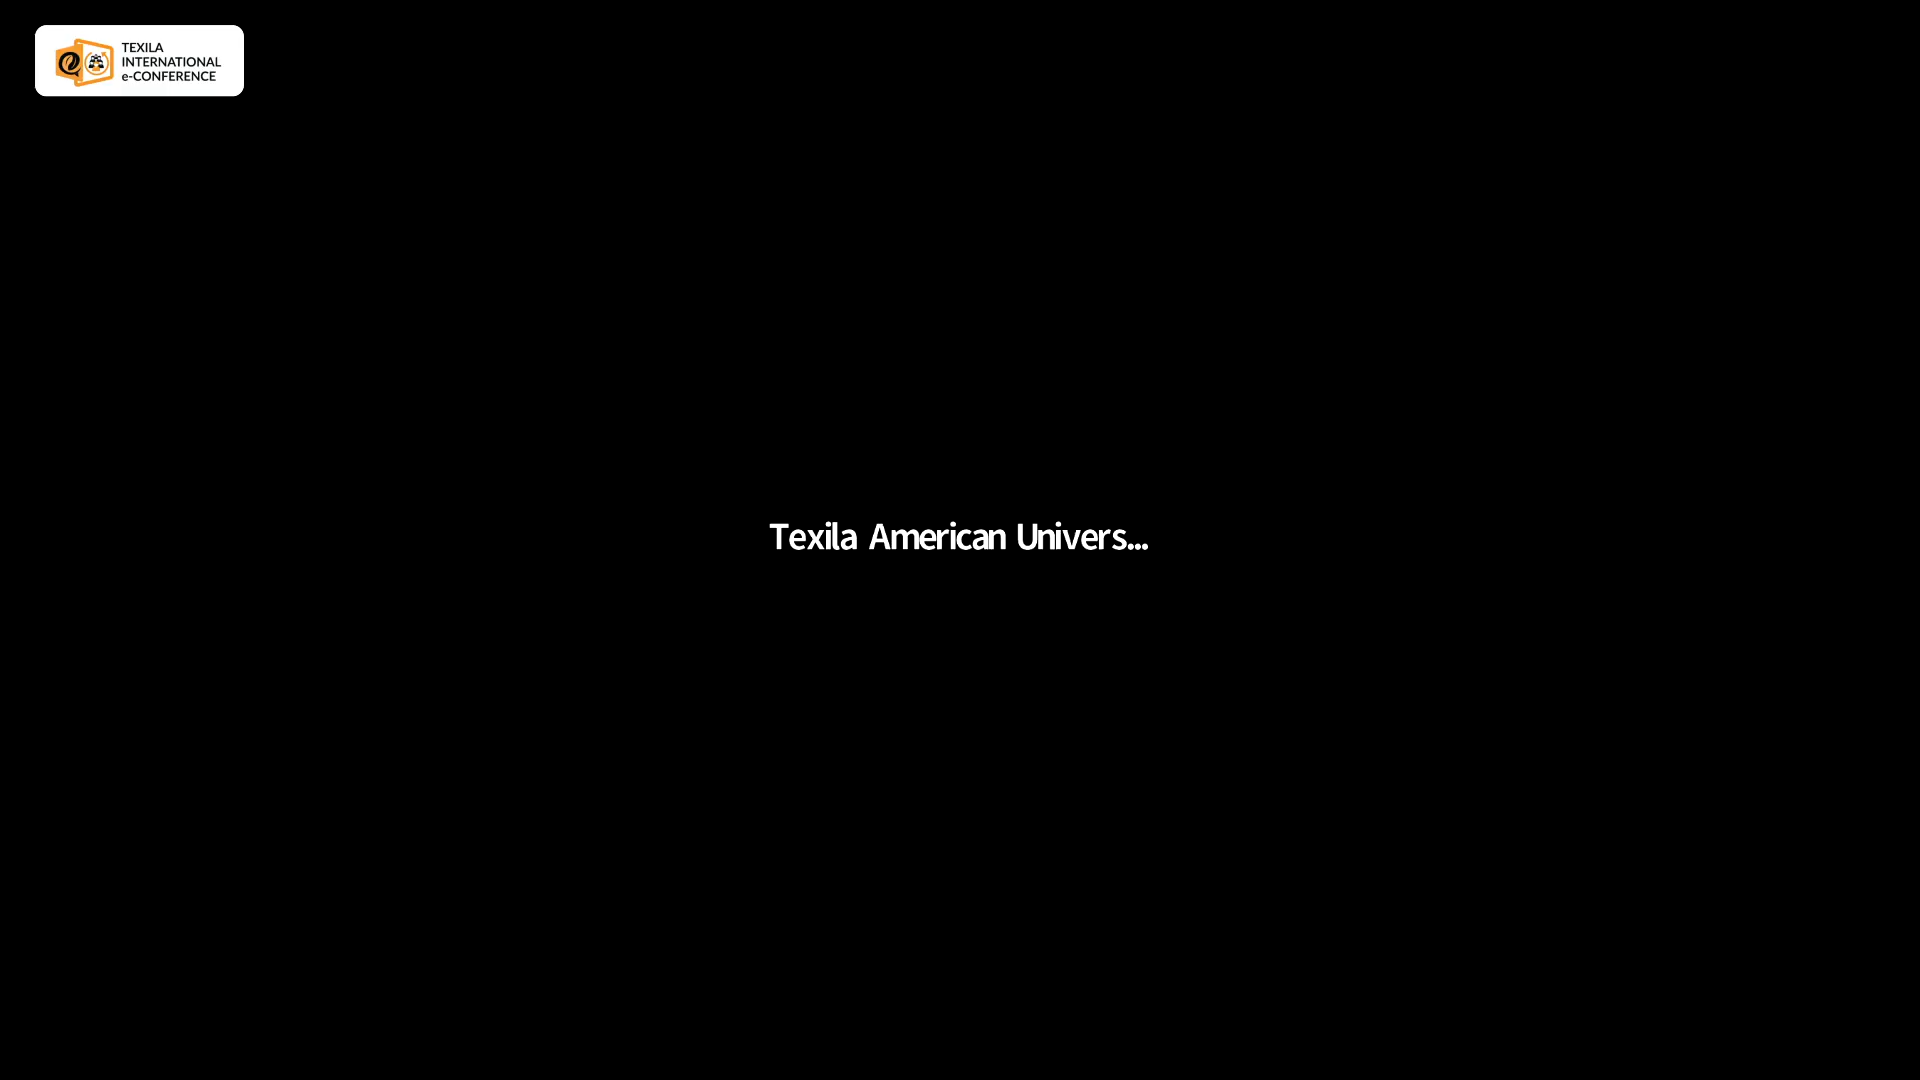 TEXILA
INTERNATIONAL
e-CONFERENCE
Texila American Univers...